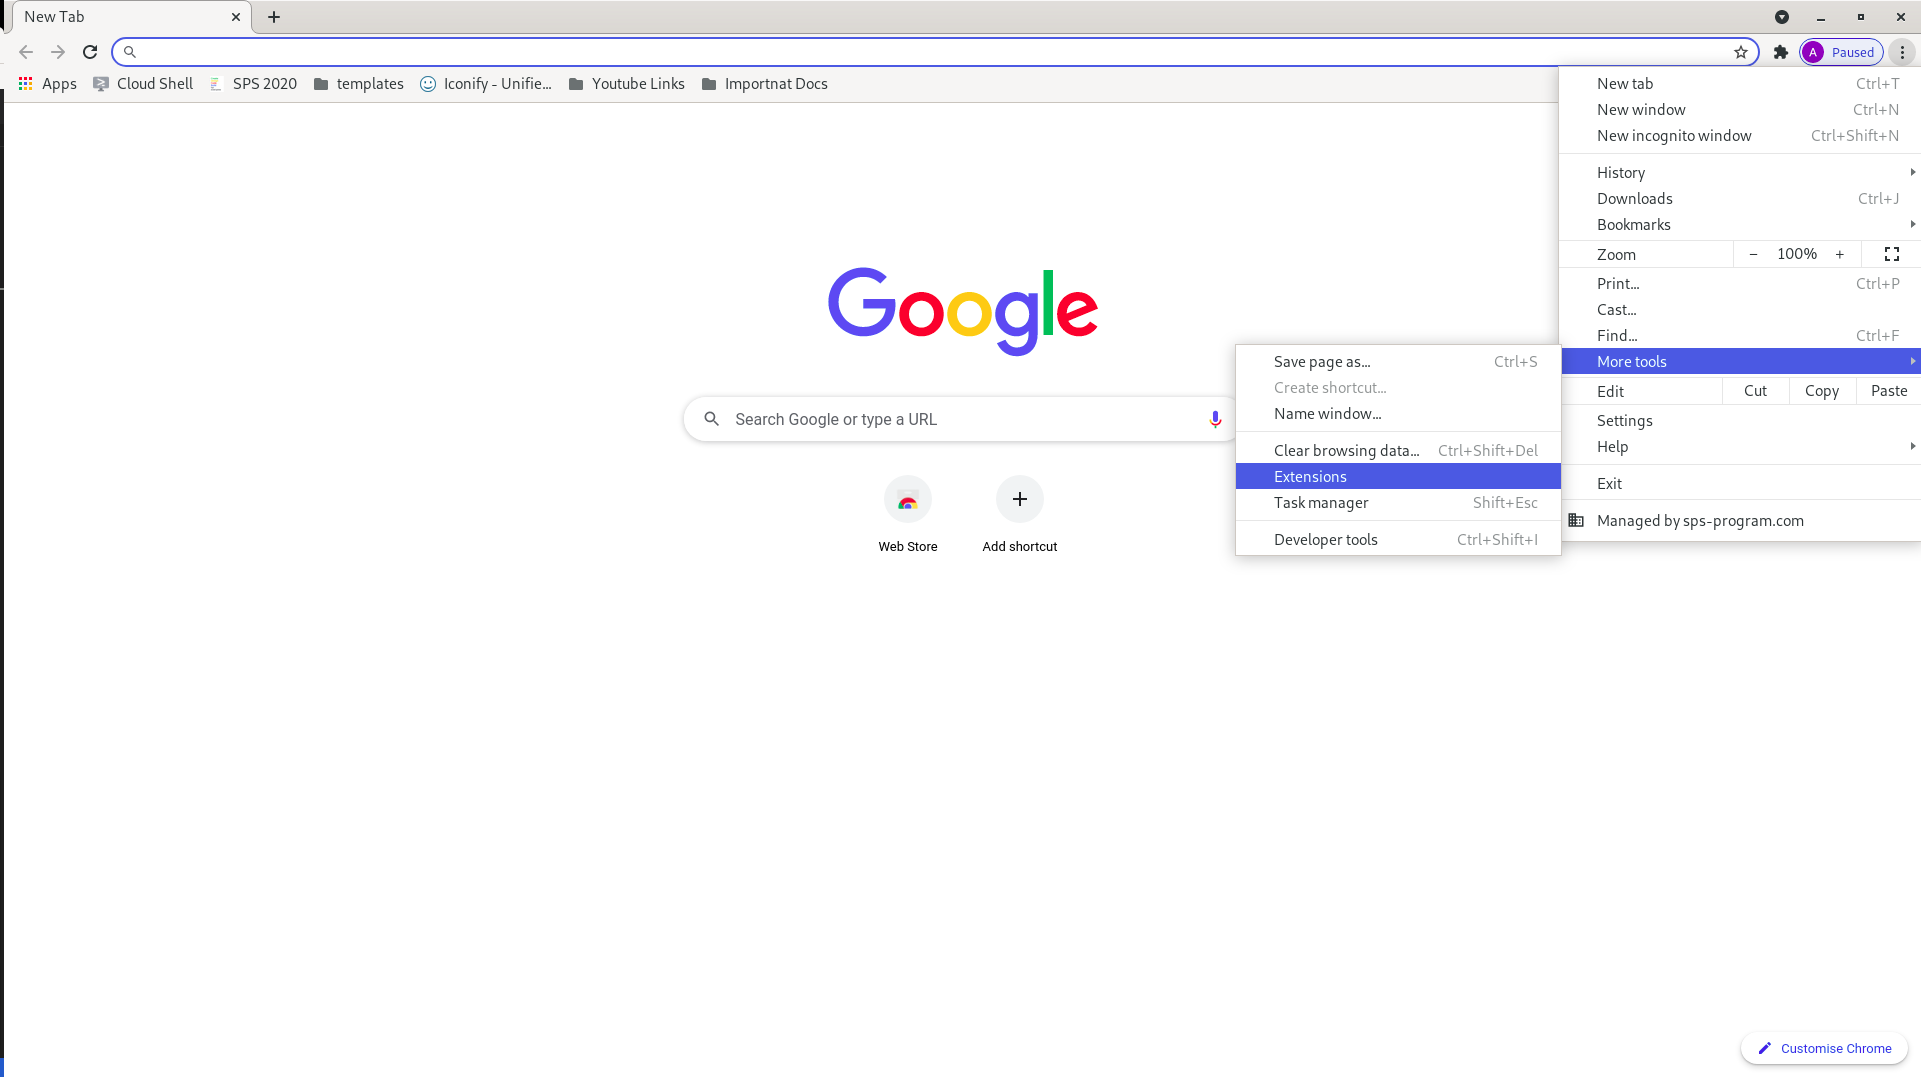 New Tab
A Paused
Apps Cloud Shell SPS 2020 templates Iconify - Unifie... Youtube Links Importnat Docs
New tab Ctrl+T
New window Ctrl+N
New incognito window Ctrl+Shift+N
History
Downloads Ctrl+J
Bookmarks
Zoom − 100% +
Print... Ctrl+P
Cast...
Find... Ctrl+F
More tools
Edit Cut Copy Paste
Settings
Help
Exit
Managed by sps-program.com
Save page as... Ctrl+S
Create shortcut...
Name window...
Clear browsing data... Ctrl+Shift+Del
Extensions
Task manager Shift+Esc
Developer tools Ctrl+Shift+I
Google
Search Google or type a URL
Web Store Add shortcut
Customise Chrome